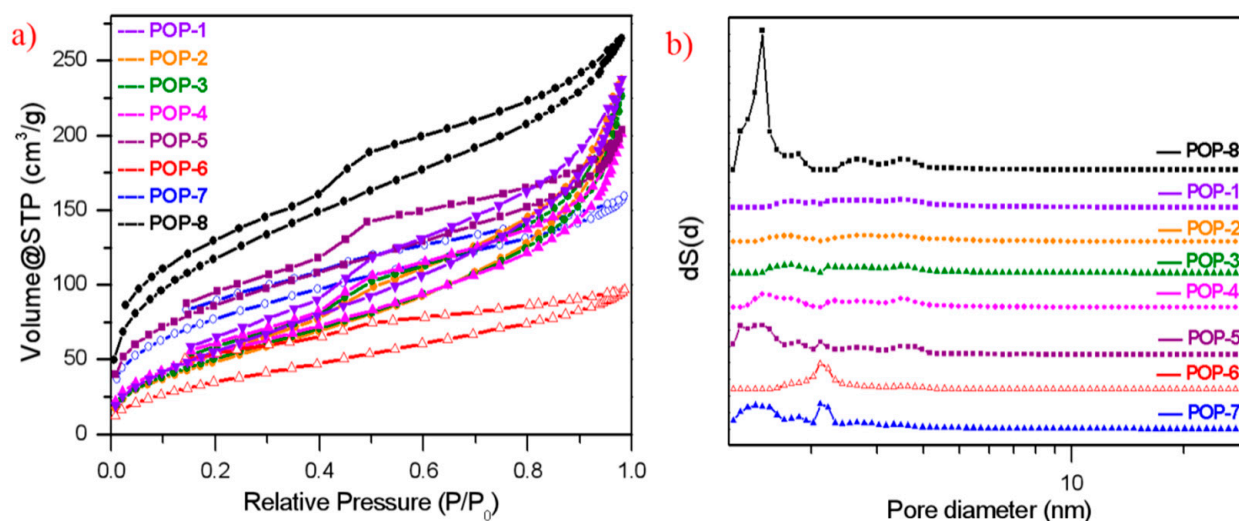 a)
Volume@STP (cm³/g)
250
200
150
100
50
0
POP-1
POP-2
POP-3
POP-4
POP-5
POP-6
POP-7
POP-8
0.0 0.2 0.4 0.6 0.8 1.0
Relative Pressure (P/P₀)
b)
dS(d)
POP-8
POP-1
POP-2
POP-3
POP-4
POP-5
POP-6
POP-7
10
Pore diameter (nm)